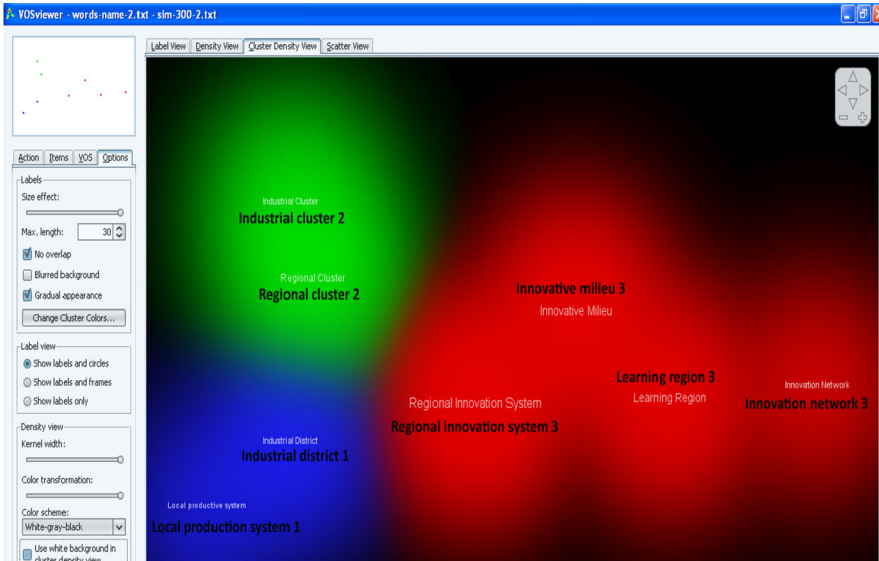 VOSviewer - words-name-2.txt - sim-300-2.txt
Label View Density View Cluster Density View Scatter View
Action Items VOS Options
Labels
Size effect:
Max. length: 30
No overlap
Blurred background
Gradual appearance
Change Cluster Colors...
Label view
Show labels and circles
Show labels and frames
Show labels only
Density view
Kernel width:
Color transformation:
Color scheme:
White-gray-black
Use white background in
cluster density view
Industrial Cluster
Industrial cluster 2
Regional Cluster
Regional cluster 2
Innovative milieu 3
Innovative Milieu
Learning region 3
Learning Region
Innovation Network
Innovation network 3
Regional Innovation System
Regional innovation system 3
Industrial District
Industrial district 1
Local productive system
Local production system 1